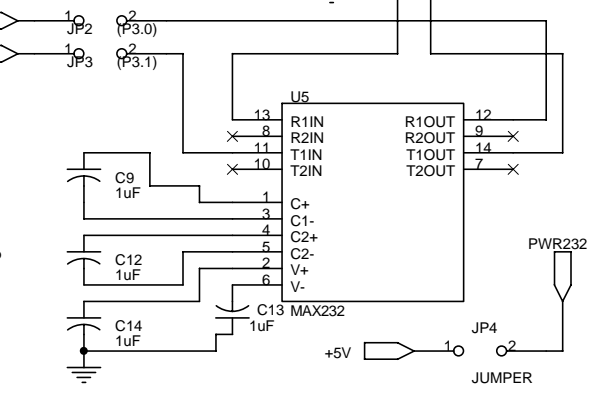 1 2
JP2 (P3.0)
1 2
JP3 (P3.1)
U5
13 R1IN R1OUT 12
8 R2IN R2OUT 9
11 T1IN T1OUT 14
10 T2IN T2OUT 7
C9
1uF
1 C+
3 C1-
4 C2+
5 C2-
2 V+
6 V-
C12
1uF
PWR232
C13 MAX232
1uF
C14
1uF
JP4
+5V 1 2
JUMPER